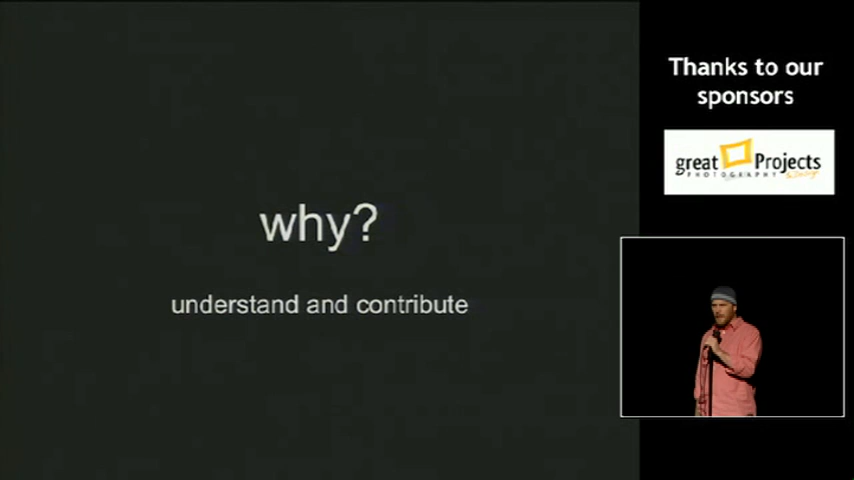 why?
understand and contribute
Thanks to our
sponsors
great Projects
PHOTOGRAPHY